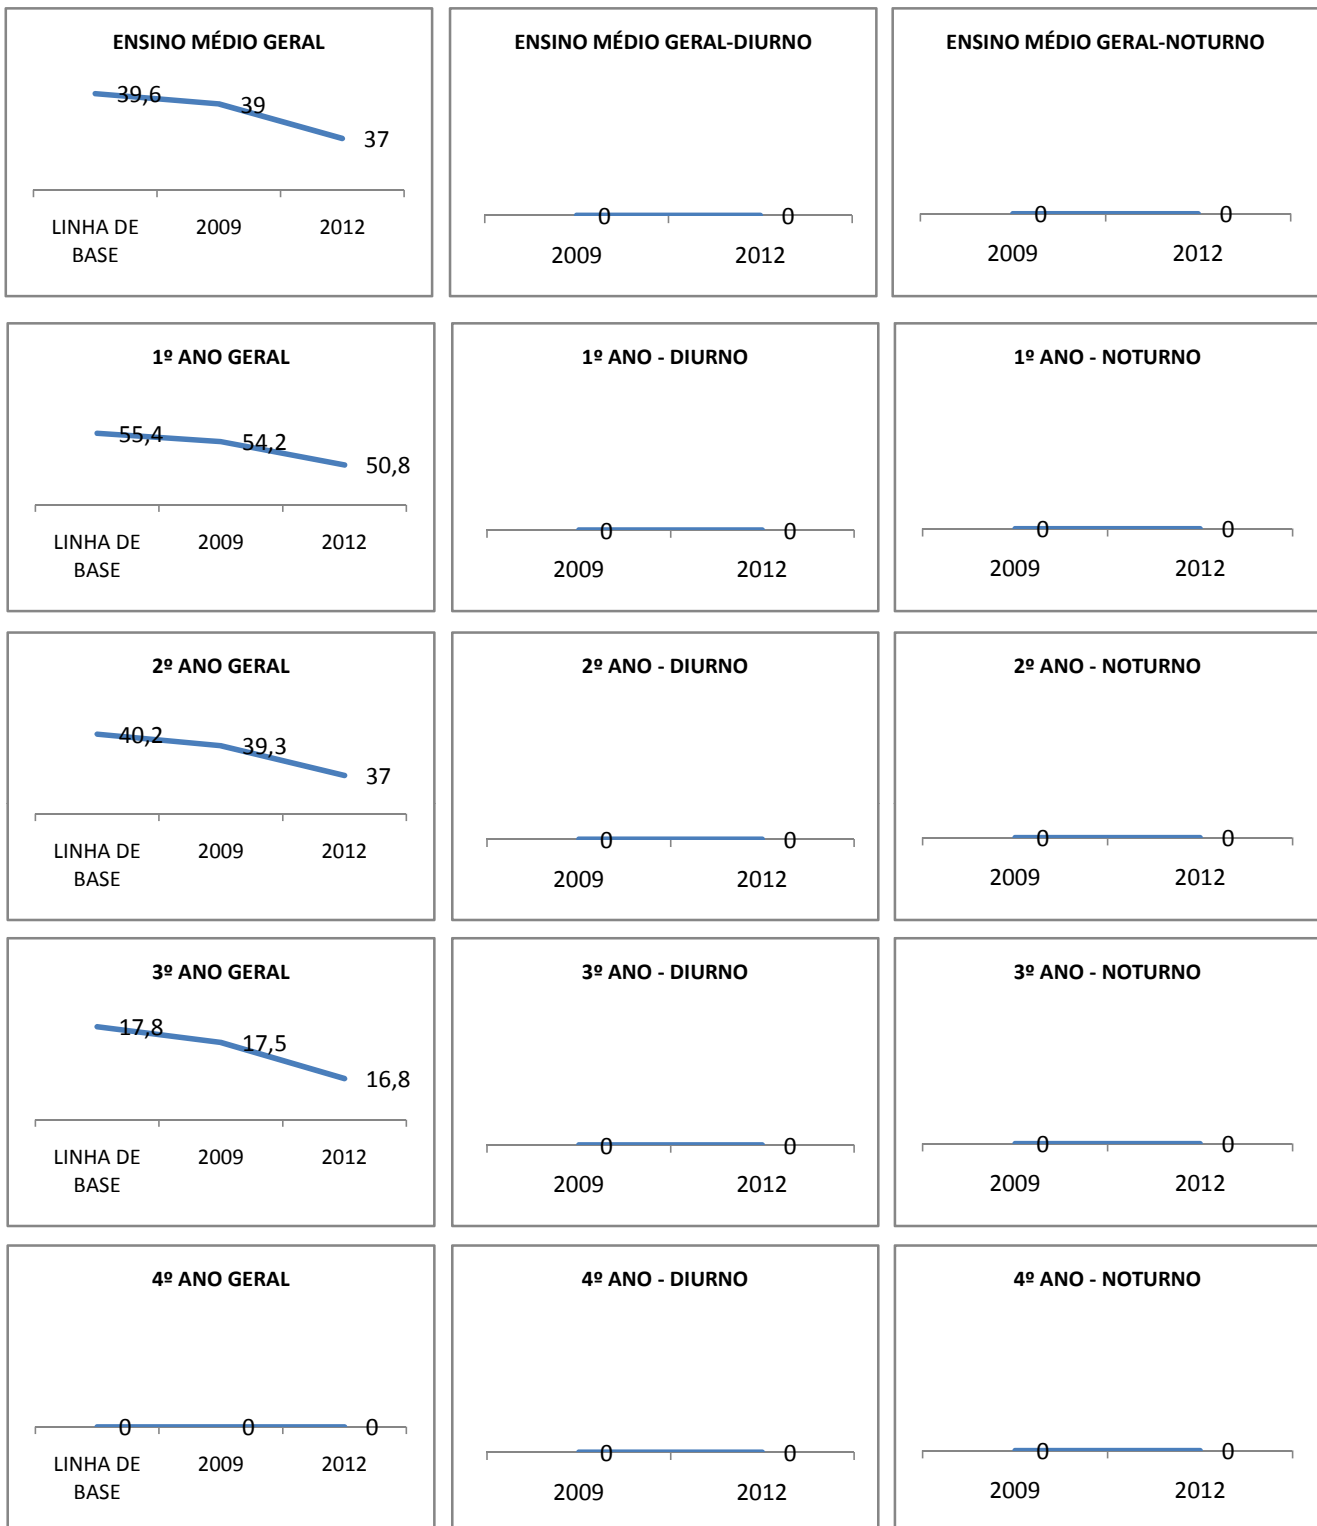 ENSINO MÉDIO GERAL
39,6
39
37
LINHA DE
BASE
2009
2012
ENSINO MÉDIO GERAL-DIURNO
0
0
2009
2012
ENSINO MÉDIO GERAL-NOTURNO
0
0
2009
2012
1º ANO GERAL
55,4
54,2
50,8
LINHA DE
BASE
2009
2012
1º ANO - DIURNO
0
0
2009
2012
1º ANO - NOTURNO
0
0
2009
2012
2º ANO GERAL
40,2
39,3
37
LINHA DE
BASE
2009
2012
2º ANO - DIURNO
0
0
2009
2012
2º ANO - NOTURNO
0
0
2009
2012
3º ANO GERAL
17,8
17,5
16,8
LINHA DE
BASE
2009
2012
3º ANO - DIURNO
0
0
2009
2012
3º ANO - NOTURNO
0
0
2009
2012
4º ANO GERAL
0
0
0
LINHA DE
BASE
2009
2012
4º ANO - DIURNO
0
0
2009
2012
4º ANO - NOTURNO
0
0
2009
2012